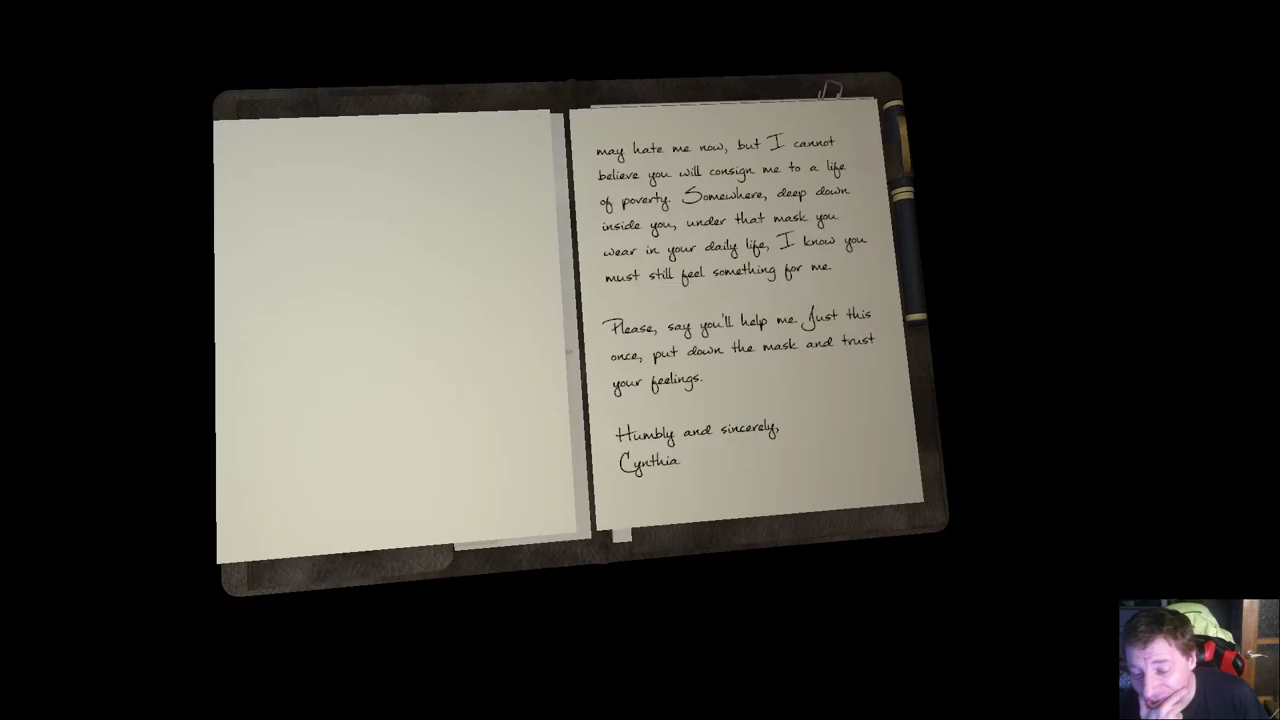 may hate me now, but I cannot
believe you will consign me to a life
of poverty. Somewhere, deep down
inside you, under that mask you
wear in your daily life, I know you
must still feel something for me.
Please, say you'll help me. Just this
once, put down the mask and trust
your feelings.
Humbly and sincerely,
Cynthia